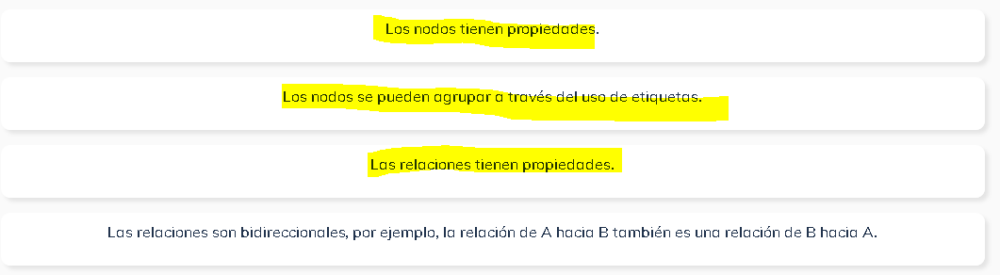 Los nodos tienen propiedades.
Los nodos se pueden agrupar a través del uso de etiquetas.
Las relaciones tienen propiedades.
Las relaciones son bidireccionales, por ejemplo, la relación de A hacia B también es una relación de B hacia A.